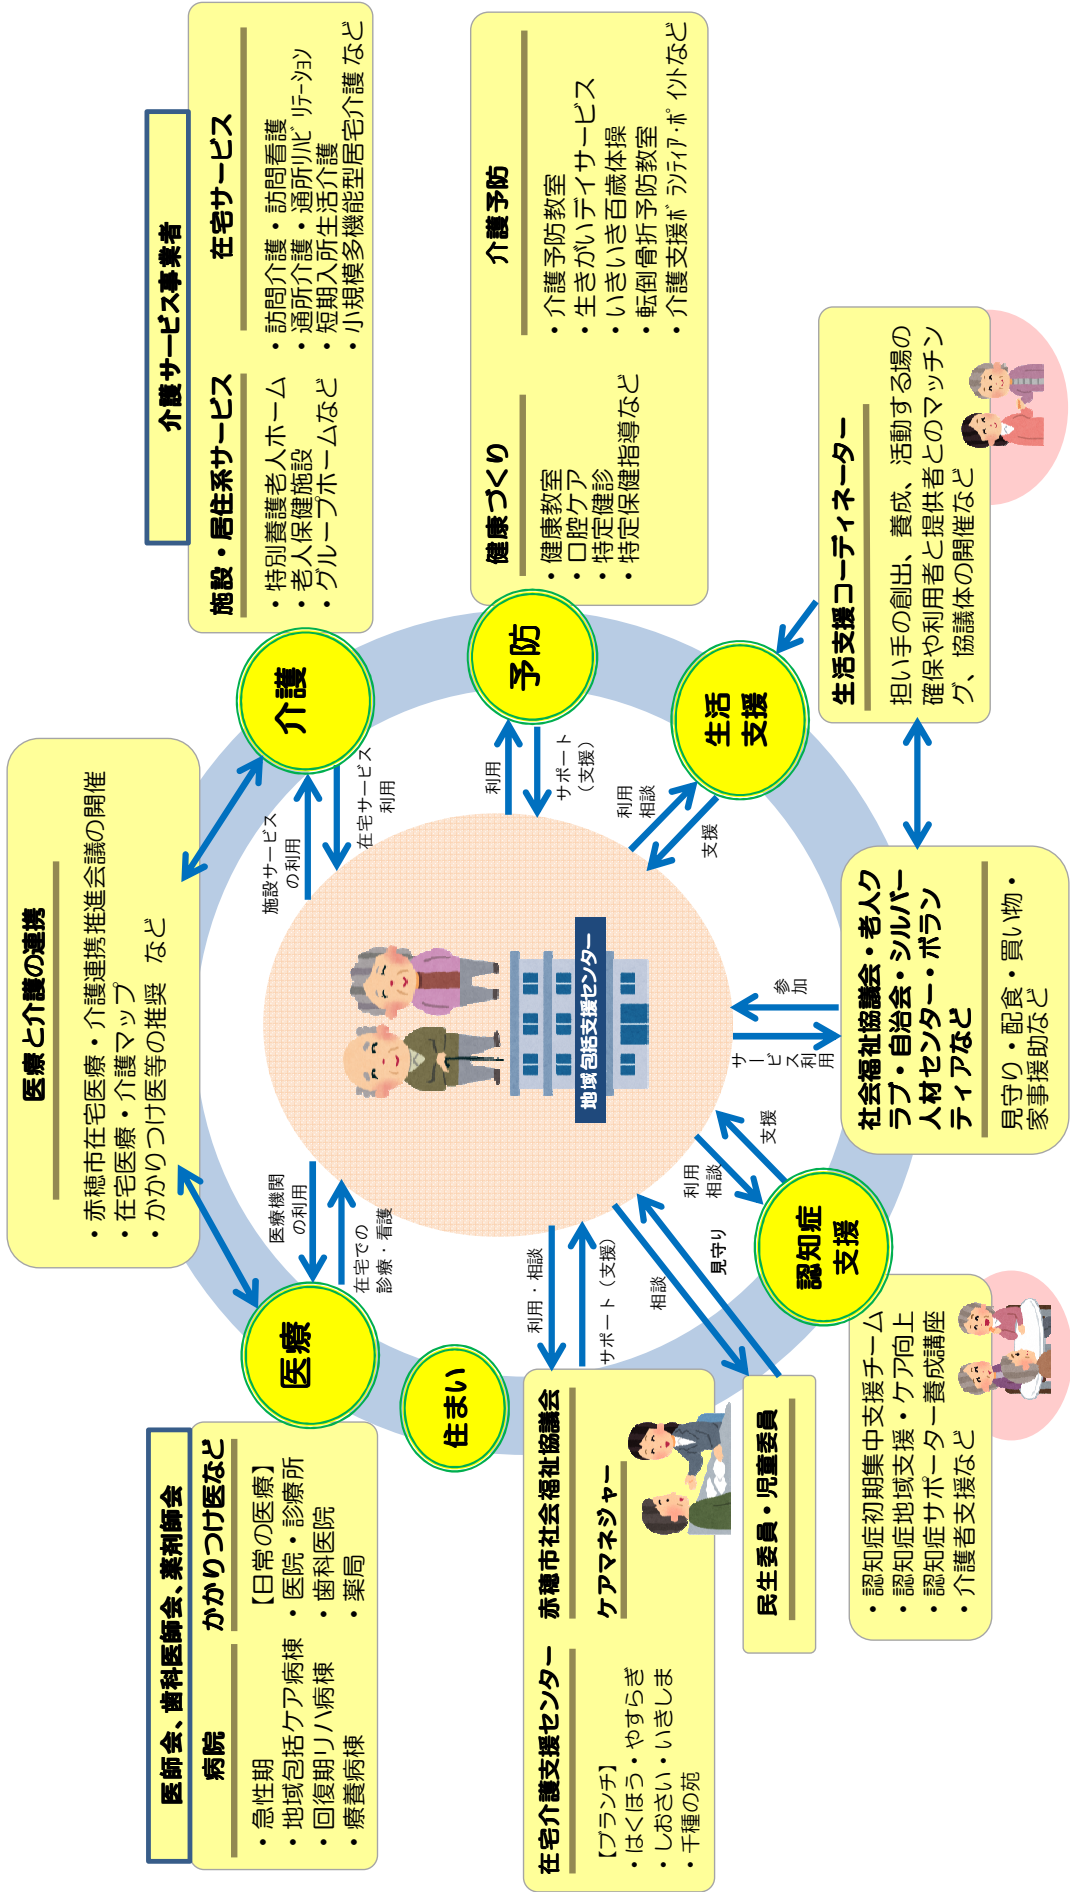 医療と介護の連携
・赤穂市在宅医療・介護連携推進会議の開催
・在宅医療・介護マップ
・かかりつけ医等の推奨　など
医師会、歯科医師会、薬剤師会
病院
・急性期
・地域包括ケア病棟
・回復期リハ病棟
・療養病棟
かかりつけ医など
【日常の医療】
・医院・診療所
・歯科医院
・薬局
医療
医療機関
の利用
在宅での
診療・看護
介護サービス事業者
施設・居住系サービス
・特別養護老人ホーム
・老人保健施設
・グループホームなど
在宅サービス
・訪問介護・訪問看護
・通所介護・通所リハビリテーション
・短期入所生活介護
・小規模多機能型居宅介護 など
介護
施設サービス
の利用
在宅サービス
利用
住まい
在宅介護支援センター
【ブランチ】
・はくほう・やすらぎ
・しおさい・いきしま
・千種の苑
赤穂市社会福祉協議会
ケアマネジャー
利用・相談
サポート（支援）
地域包括支援センター
利用
サポート
（支援）
予防
健康づくり
・健康教室
・口腔ケア
・特定健診
・特定保健指導など
介護予防
・介護予防教室
・生きがいデイサービス
・いきいき百歳体操
・転倒骨折予防教室
・介護支援ボランティア・ポイントなど
民生委員・児童委員
相談
見守り
利用
相談
支援
認知症
支援
・認知症初期集中支援チーム
・認知症地域支援・ケア向上
・認知症サポーター養成講座
・介護者支援など
サービス利用
参加
社会福祉協議会・老人ク
ラブ・自治会・シルバー
人材センター・ボラン
ティアなど
見守り・配食・買い物・
家事援助など
利用
相談
支援
生活
支援
生活支援コーディネーター
担い手の創出、養成、活動する場の
確保や利用者と提供者とのマッチン
グ、協議体の開催など